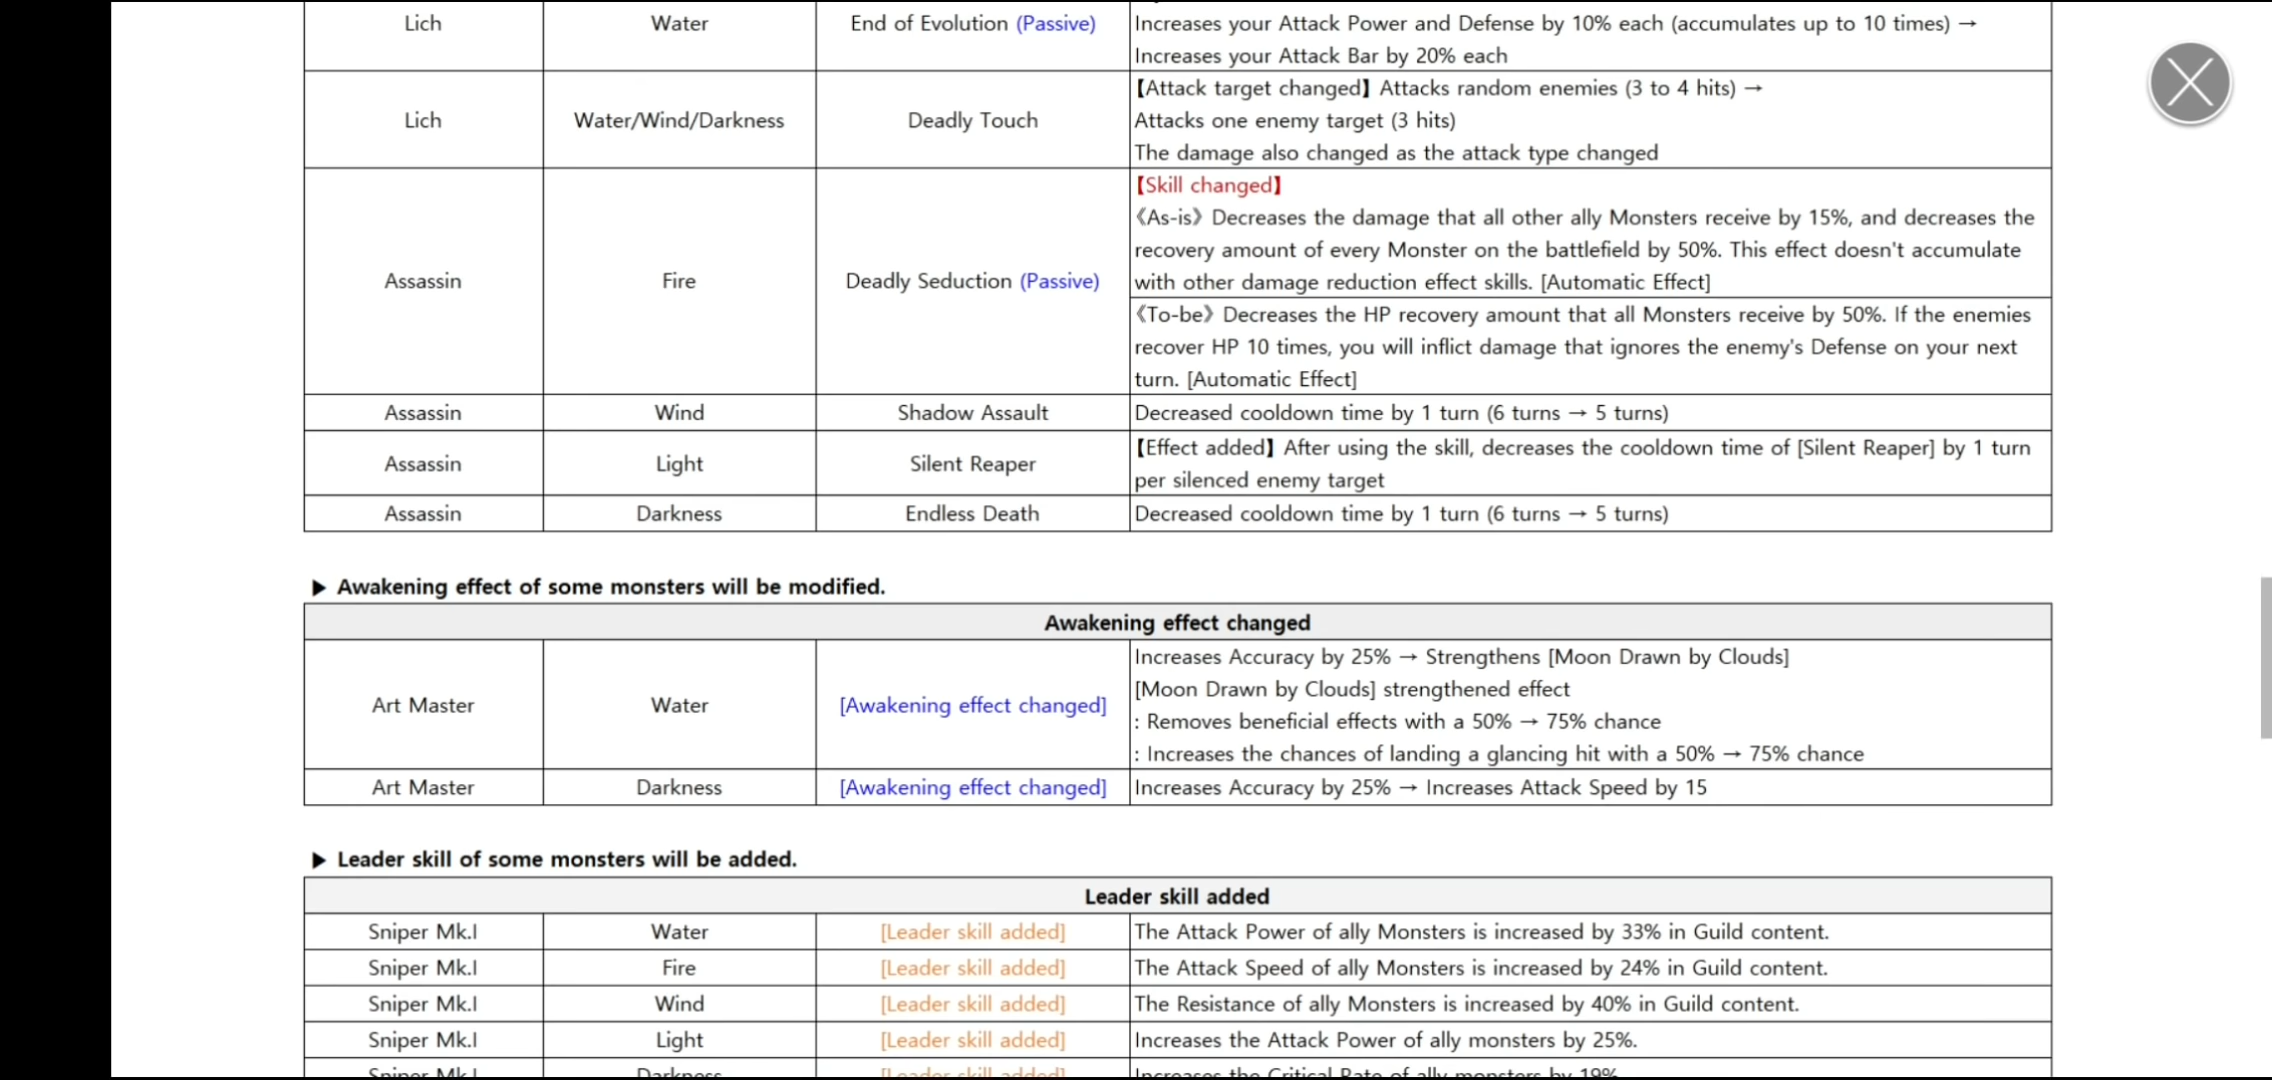 Lich Water End of Evolution (Passive) Increases your Attack Power and Defense by 10% each (accumulates up to 10 times) →
Increases your Attack Bar by 20% each
Lich Water/Wind/Darkness Deadly Touch 【Attack target changed】 Attacks random enemies (3 to 4 hits) →
Attacks one enemy target (3 hits)
The damage also changed as the attack type changed
Assassin Fire Deadly Seduction (Passive) 【Skill changed】
《As-is》 Decreases the damage that all other ally Monsters receive by 15%, and decreases the
recovery amount of every Monster on the battlefield by 50%. This effect doesn't accumulate
with other damage reduction effect skills. [Automatic Effect]
《To-be》 Decreases the HP recovery amount that all Monsters receive by 50%. If the enemies
recover HP 10 times, you will inflict damage that ignores the enemy's Defense on your next
turn. [Automatic Effect]
Assassin Wind Shadow Assault Decreased cooldown time by 1 turn (6 turns → 5 turns)
Assassin Light Silent Reaper 【Effect added】 After using the skill, decreases the cooldown time of [Silent Reaper] by 1 turn
per silenced enemy target
Assassin Darkness Endless Death Decreased cooldown time by 1 turn (6 turns → 5 turns)
▶ Awakening effect of some monsters will be modified.
Awakening effect changed
Art Master Water [Awakening effect changed] Increases Accuracy by 25% → Strengthens [Moon Drawn by Clouds]
[Moon Drawn by Clouds] strengthened effect
: Removes beneficial effects with a 50% → 75% chance
: Increases the chances of landing a glancing hit with a 50% → 75% chance
Art Master Darkness [Awakening effect changed] Increases Accuracy by 25% → Increases Attack Speed by 15
▶ Leader skill of some monsters will be added.
Leader skill added
Sniper Mk.I Water [Leader skill added] The Attack Power of ally Monsters is increased by 33% in Guild content.
Sniper Mk.I Fire [Leader skill added] The Attack Speed of ally Monsters is increased by 24% in Guild content.
Sniper Mk.I Wind [Leader skill added] The Resistance of ally Monsters is increased by 40% in Guild content.
Sniper Mk.I Light [Leader skill added] Increases the Attack Power of ally monsters by 25%.
Sniper Mk.I Darkness [Leader skill added] Increases the Critical Rate of ally monsters by 19%